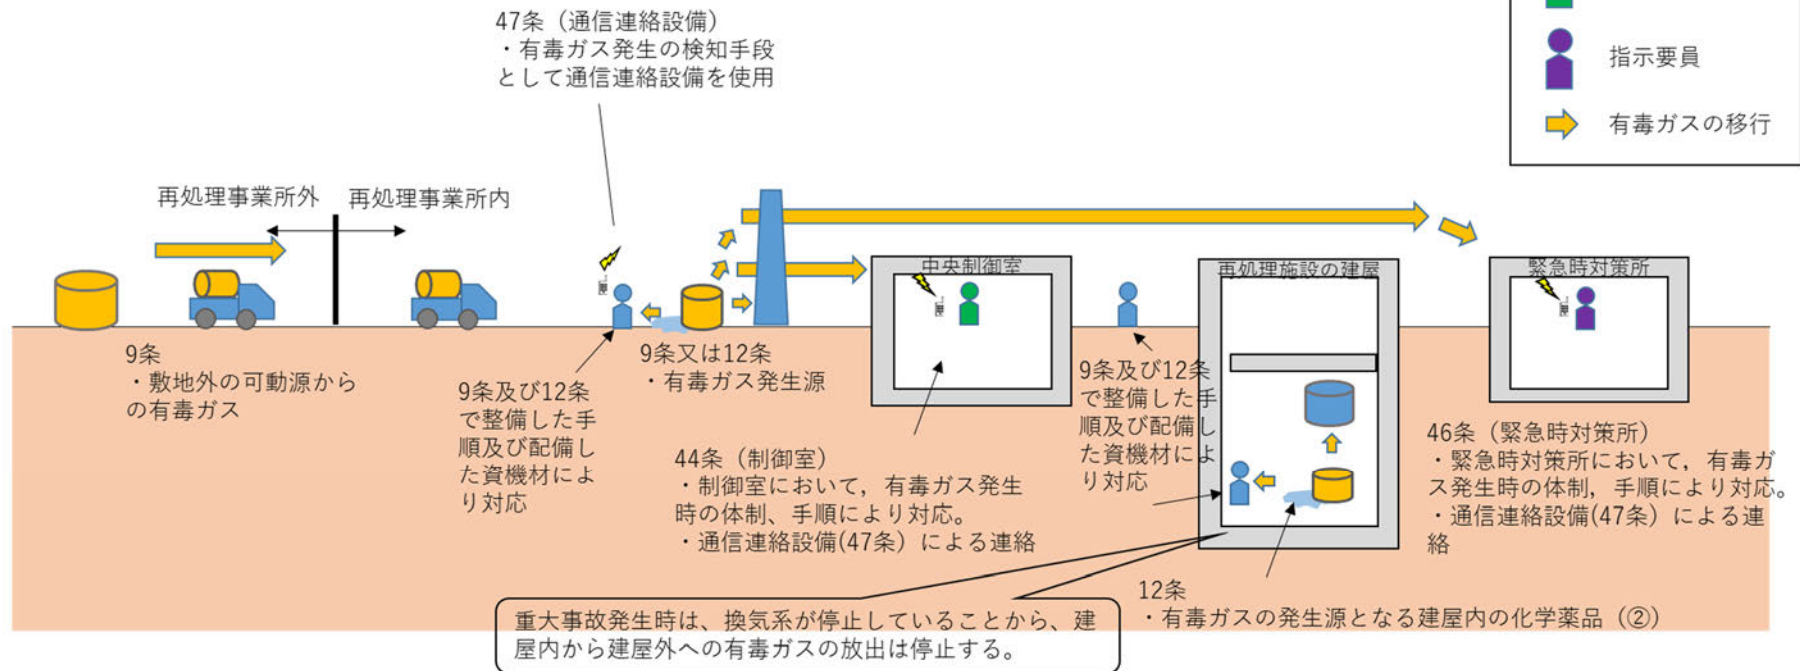 47条（通信連絡設備）
・有毒ガス発生の検知手段
として通信連絡設備を使用
指示要員
有毒ガスの移行
再処理事業所外
再処理事業所内
中央制御室
再処理施設の建屋
緊急時対策所
9条
・敷地外の可動源から
の有毒ガス
9条及び12条
で整備した手
順及び配備し
た資機材によ
り対応
9条又は12条
・有毒ガス発生源
44条（制御室）
・制御室において，有毒ガス発生
時の体制、手順により対応。
・通信連絡設備(47条）による連絡
9条及び12条
で整備した手
順及び配備し
た資機材によ
り対応
46条（緊急時対策所）
・緊急時対策所において，有毒ガ
ス発生時の体制，手順により対応。
・通信連絡設備(47条）による連
絡
12条
・有毒ガスの発生源となる建屋内の化学薬品（②）
重大事故発生時は、換気系が停止していることから、建
屋内から建屋外への有毒ガスの放出は停止する。